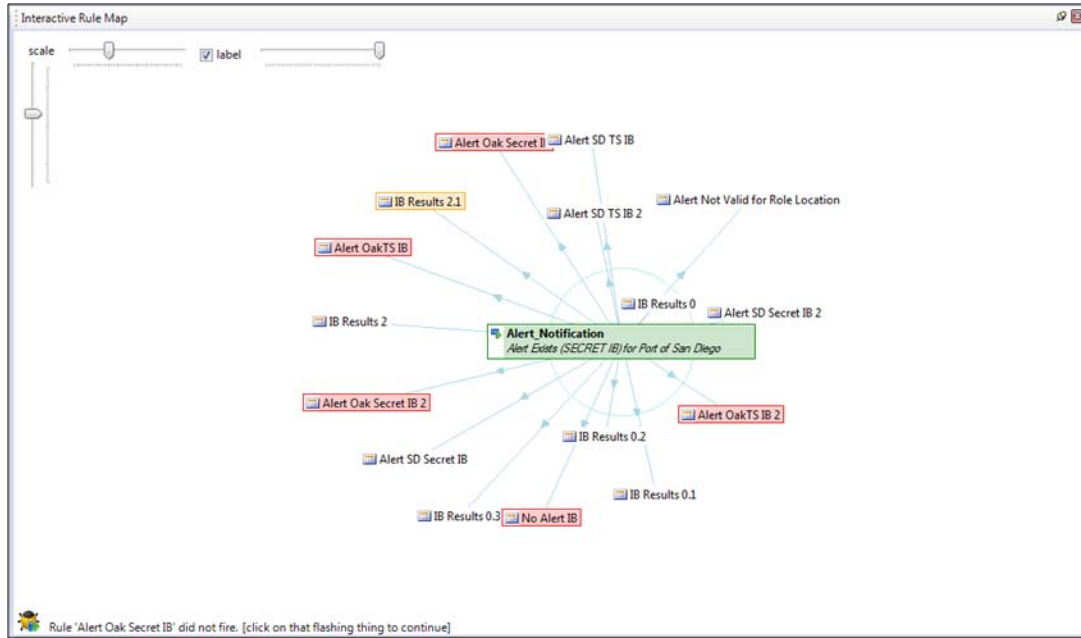 Interactive Rule Map
scale
label
Alert Oak Secret I
Alert SD TS IB
IB Results 2.1
Alert Not Valid for Role Location
Alert SD TS IB 2
Alert OakTS IB
IB Results 0
Alert SD Secret IB 2
IB Results 2
Alert_Notification
Alert Exists (SECRET IB) for Port of San Diego
Alert Oak Secret IB 2
Alert OakTS IB 2
IB Results 0.2
Alert SD Secret IB
IB Results 0.1
IB Results 0.3
No Alert IB
Rule 'Alert Oak Secret IB' did not fire. [click on that flashing thing to continue]